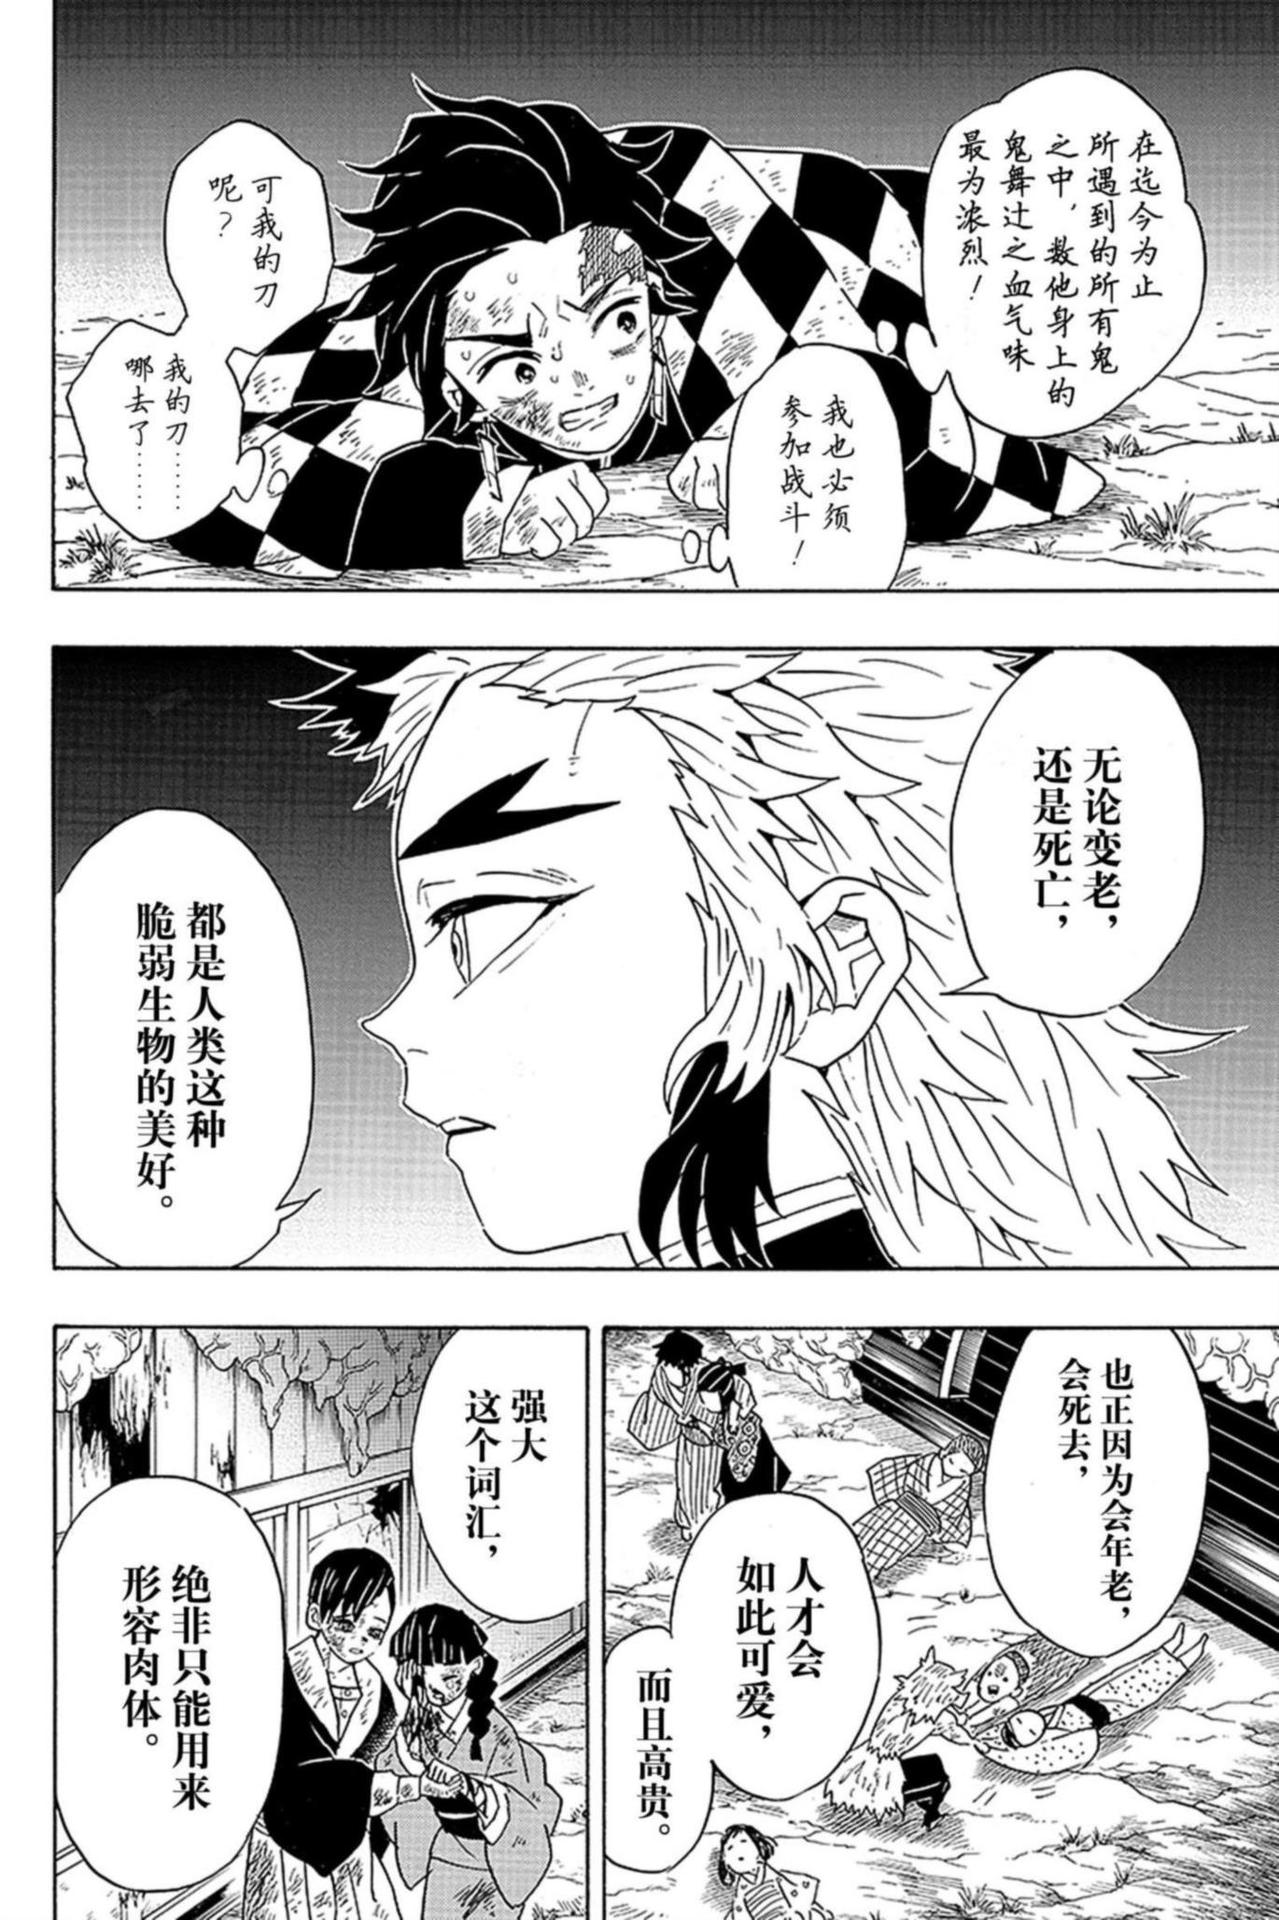 在迄今为止
所遇到的所有鬼
之中，数他身上的
鬼舞辻之血气味
最为浓烈！
我也必须
参加战斗！
可我的刀
呢？
我的刀……
哪去了……
无论变老，
还是死亡，
都是人类这种
脆弱生物的美好。
也正因为会年老，
会死去，
人才会
如此可爱，
而且高贵。
强大
这个词汇，
绝非只能用来
形容肉体。